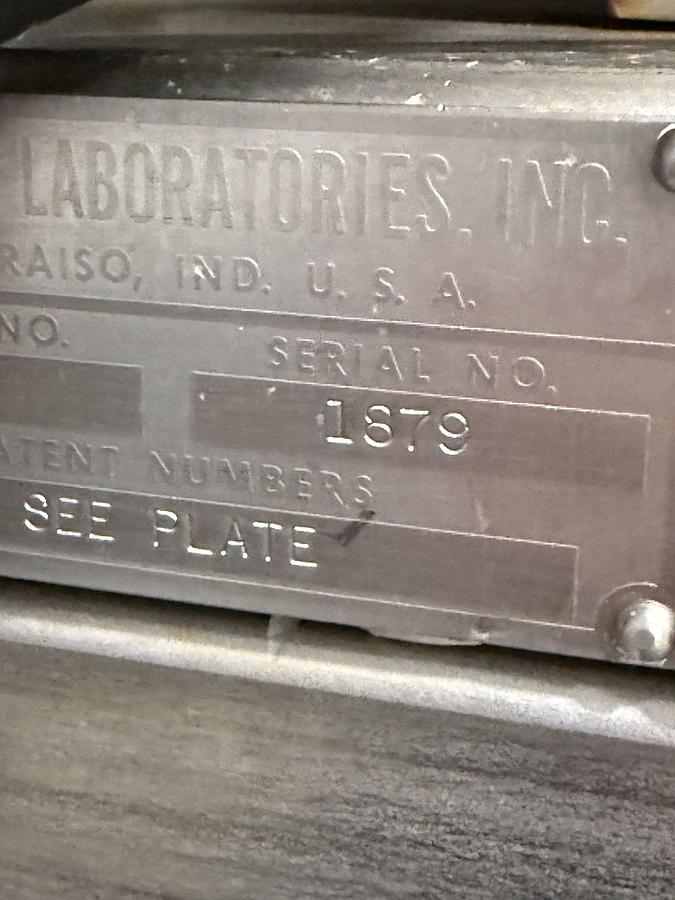 LABORATORIES, INC.
RAISO, IND. U. S. A.
NO.
SERIAL NO.
1879
ATENT NUMBERS
SEE PLATE